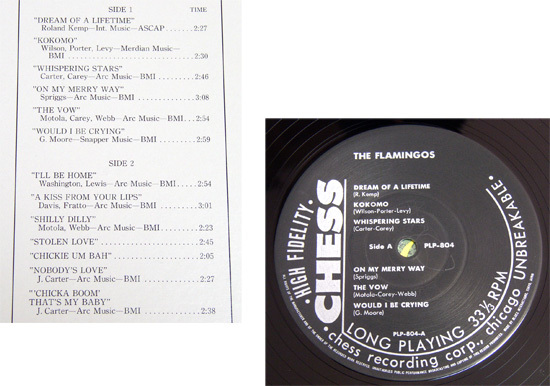 SIDE 1 TIME
"DREAM OF A LIFETIME"
Roland Kemp—Int. Music—ASCAP . . . . . 2:27
"KOKOMO"
Wilson, Porter, Levy—Merdian Music—
BMI . . . . . . . . . . . . . . . . . . . . . 2:30
"WHISPERING STARS"
Carter, Carey—Arc Music—BMI . . . . . 2:46
"ON MY MERRY WAY"
Spriggs—Arc Music—BMI . . . . . . . . . . 3:08
"THE VOW"
Motola, Carey, Webb—Arc Music—BMI . . . 2:54
"WOULD I BE CRYING"
G. Moore—Snapper Music—BMI . . . . . . . 2:59
SIDE 2
"I'LL BE HOME"
Washington, Lewis—Arc Music—BMI . . . . . 2:54
"A KISS FROM YOUR LIPS"
Davis, Fratto—Arc Music—BMI . . . . . . . 3:01
"SHILLY DILLY"
Motola, Webb—Arc Music—BMI . . . . . . . 2:23
"STOLEN LOVE" . . . . . . . . . . . . . . . . . 2:45
"CHICKIE UM BAH" . . . . . . . . . . . . . . 2:05
"NOBODY'S LOVE"
J. Carter—Arc Music—BMI . . . . . . . . . 2:27
"'CHICKA BOOM'
THAT'S MY BABY"
J. Carter—Arc Music—BMI . . . . . . . . . 2:38
THE FLAMINGOS
DREAM OF A LIFETIME
(R. Kemp)
KOKOMO
(Wilson-Porter-Levy)
WHISPERING STARS
(Carter-Carey)
Side A PLP-804
ON MY MERRY WAY
(Spriggs)
THE VOW
(Motola-Carey-Webb)
WOULD I BE CRYING
(G. Moore)
PLP-804-A
HIGH FIDELITY
CHESS
LONG PLAYING 33⅓ RPM
chess recording corp., chicago UNBREAKABLE